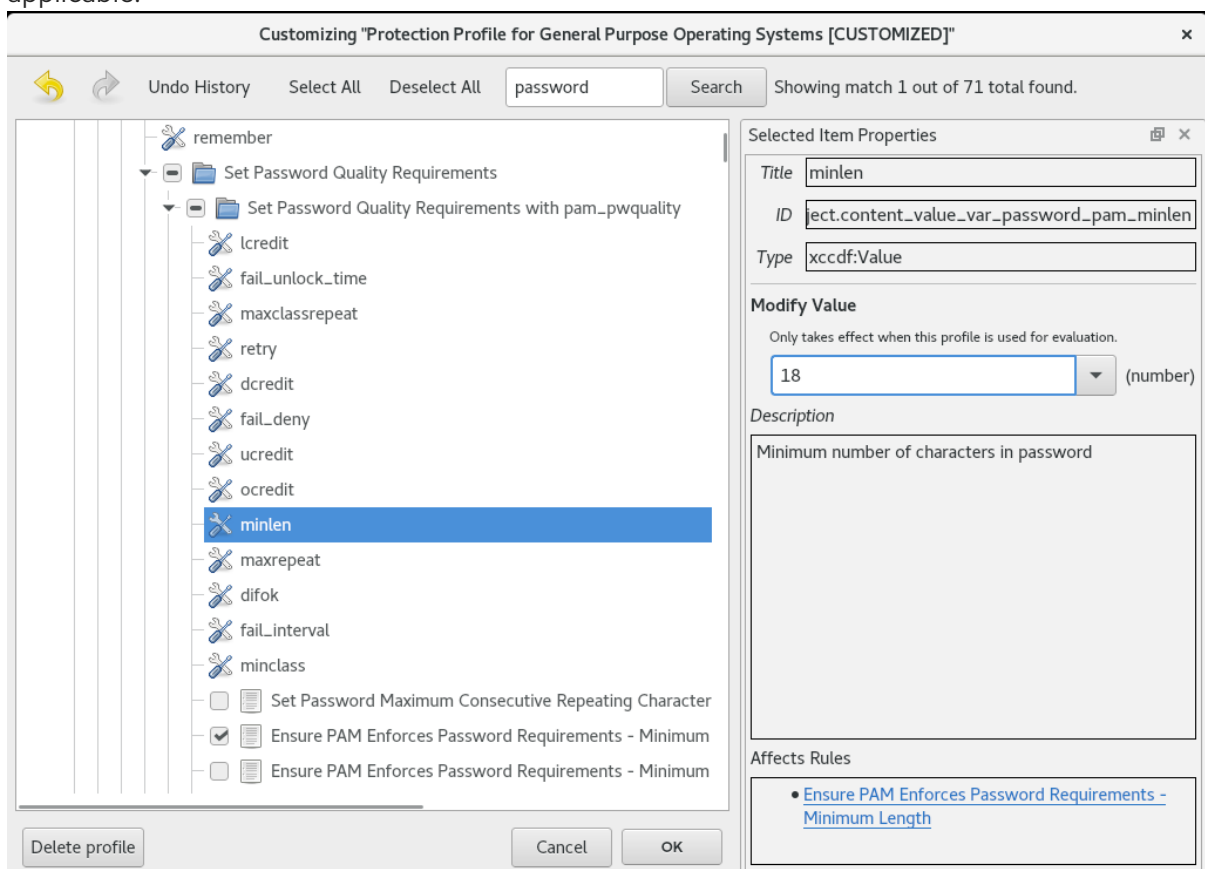 applicable.
Customizing "Protection Profile for General Purpose Operating Systems [CUSTOMIZED]"
Undo History Select All Deselect All password Search Showing match 1 out of 71 total found.
remember
Set Password Quality Requirements
Set Password Quality Requirements with pam_pwquality
lcredit
fail_unlock_time
maxclassrepeat
retry
dcredit
fail_deny
ucredit
ocredit
minlen
maxrepeat
difok
fail_interval
minclass
Set Password Maximum Consecutive Repeating Character
Ensure PAM Enforces Password Requirements - Minimum
Ensure PAM Enforces Password Requirements - Minimum
Delete profile Cancel OK
Selected Item Properties
Title minlen
ID ject.content_value_var_password_pam_minlen
Type xccdf:Value
Modify Value
Only takes effect when this profile is used for evaluation.
18 (number)
Description
Minimum number of characters in password
Affects Rules
Ensure PAM Enforces Password Requirements -
Minimum Length